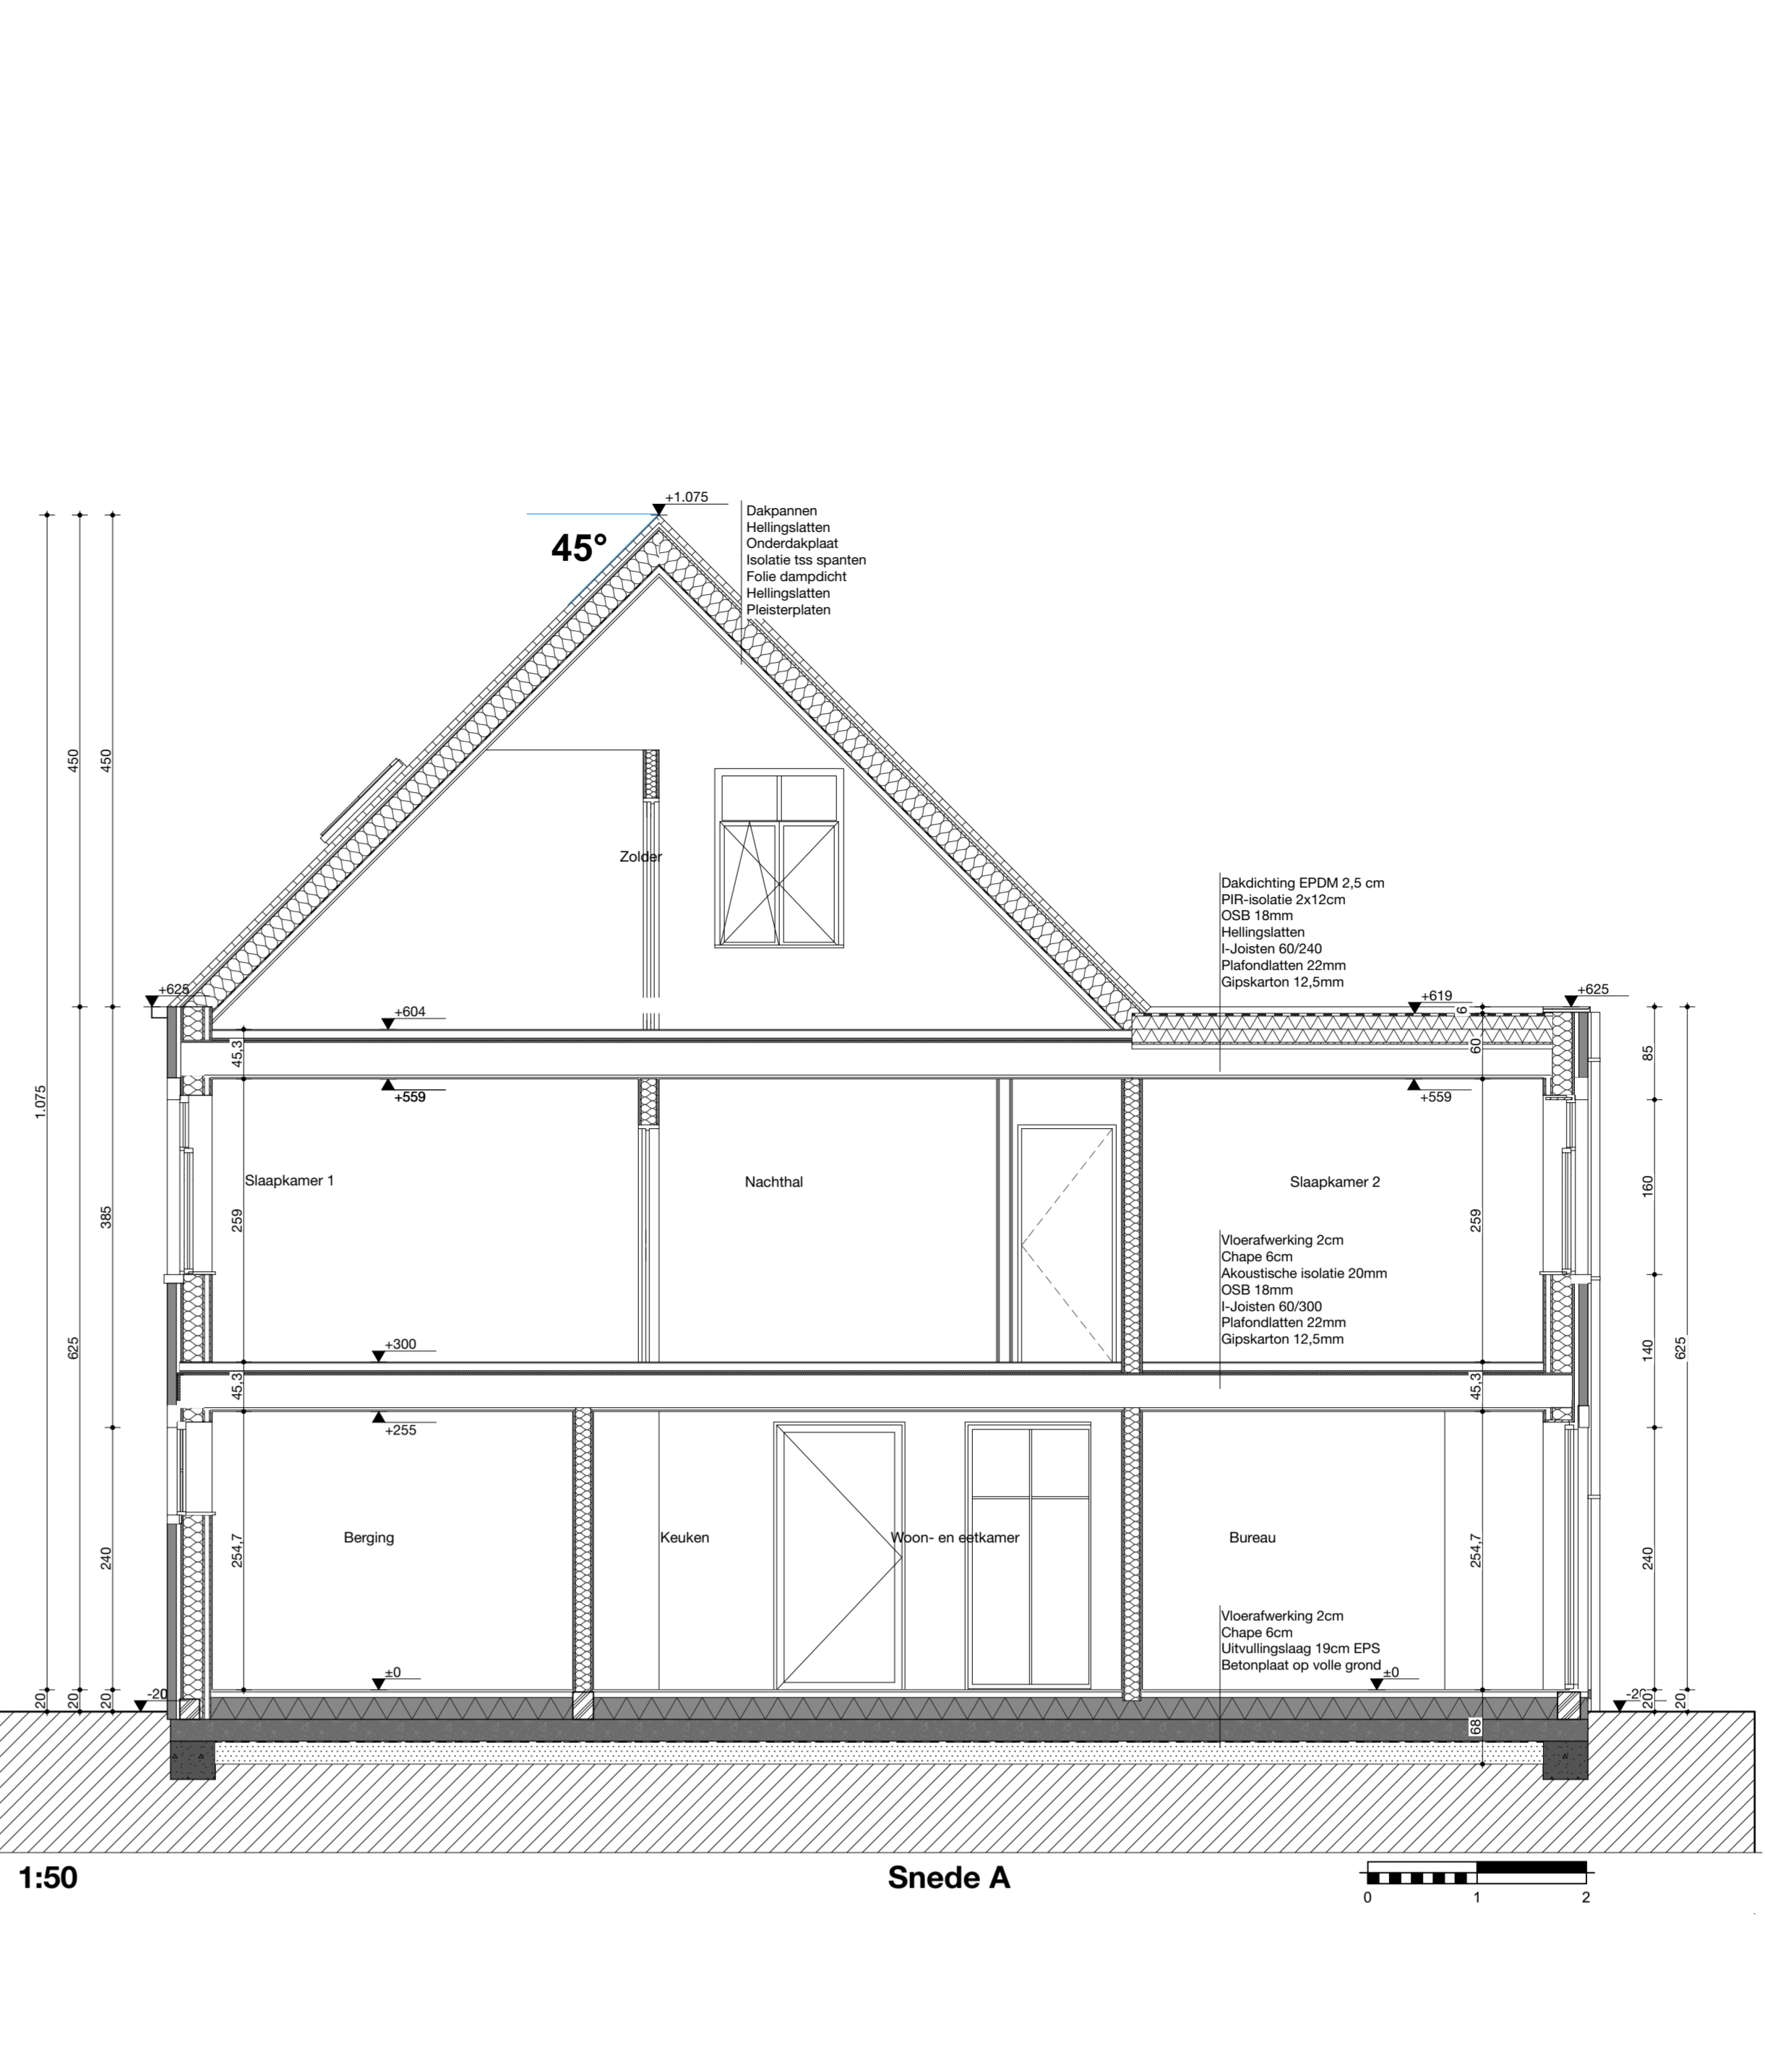 +1.075
45°
Dakpannen
Hellingslatten
Onderdakplaat
Isolatie tss spanten
Folie dampdicht
Hellingslatten
Pleisterplaten
450
450
Zolder
Dakdichting EPDM 2,5 cm
PIR-isolatie 2x12cm
OSB 18mm
Hellingslatten
I-Joisten 60/240
Plafondlatten 22mm
Gipskarton 12,5mm
+625
+604
+619
6
+625
45,3
60
85
+559
+559
1.075
Slaapkamer 1
Nachthal
Slaapkamer 2
160
385
259
259
Vloerafwerking 2cm
Chape 6cm
Akoustische isolatie 20mm
OSB 18mm
I-Joisten 60/300
Plafondlatten 22mm
Gipskarton 12,5mm
625
+300
140
625
45,3
45,3
+255
Berging
Keuken
Woon- en eetkamer
Bureau
240
254,7
254,7
240
Vloerafwerking 2cm
Chape 6cm
Uitvullingslaag 19cm EPS
Betonplaat op volle grond
±0
±0
20
20
20
-20
68
-20
20
20
1:50
Snede A
0
1
2